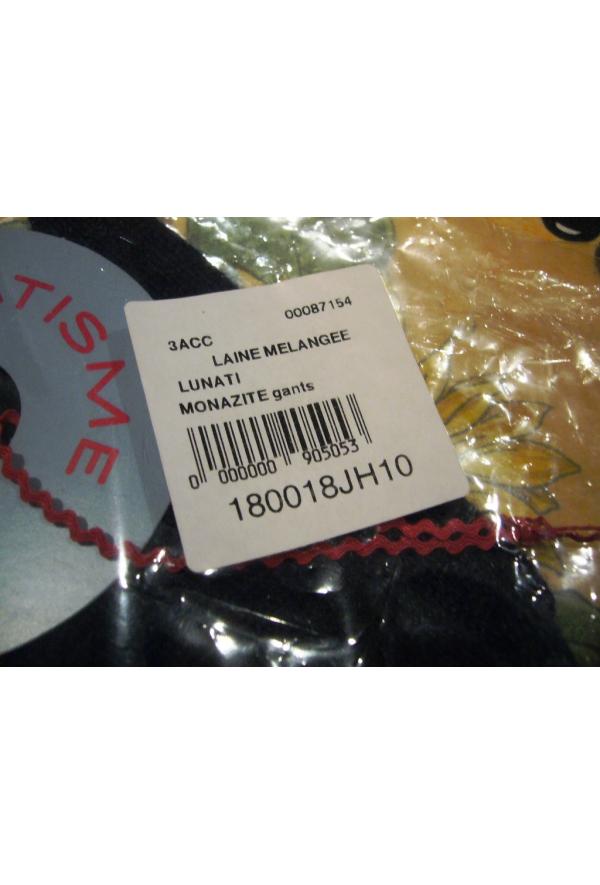 TISME
00087154
3ACC
LAINE MELANGEE
LUNATI
MONAZITE gants
0 000000 905053
180018JH10